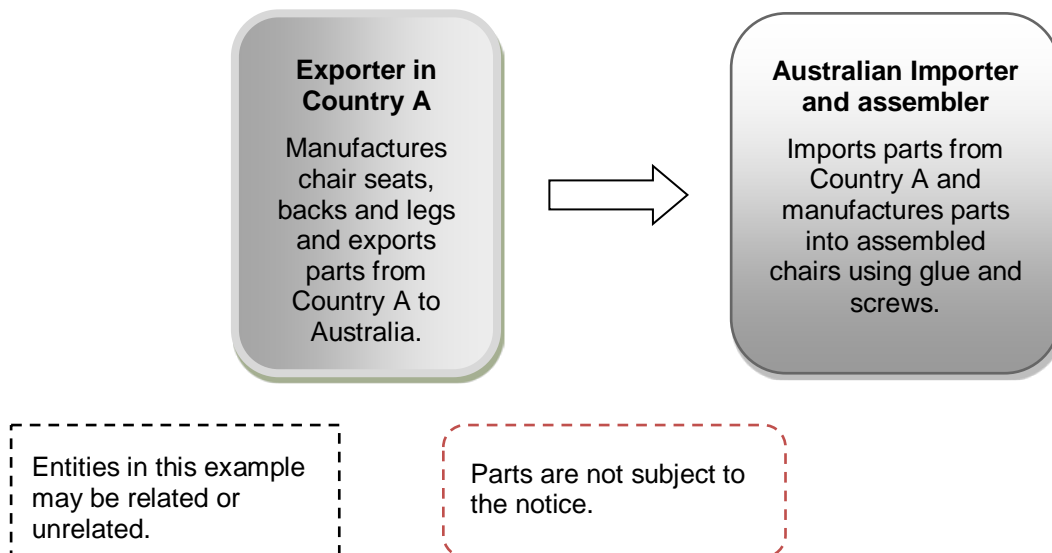 Exporter in
Country A
Manufactures
chair seats,
backs and legs
and exports
parts from
Country A to
Australia.
Australian Importer
and assembler
Imports parts from
Country A and
manufactures parts
into assembled
chairs using glue and
screws.
Entities in this example
may be related or
unrelated.
Parts are not subject to
the notice.